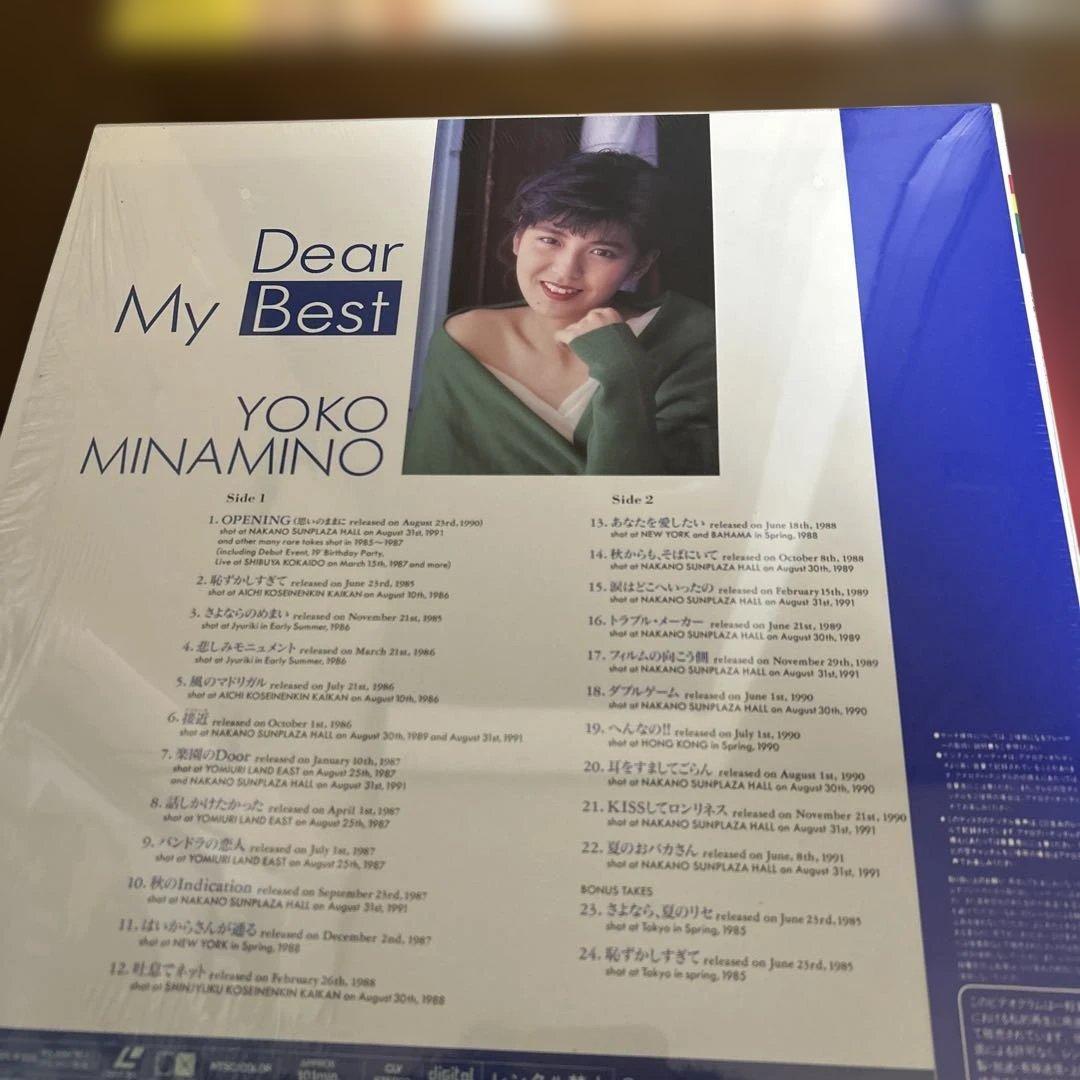 Dear
My Best
YOKO
MINAMINO
Side 1
1. OPENING (思いのままに released on August 23rd, 1990)
shot at NAKANO SUNPLAZA HALL on August 31st, 1991
and other many rare takes shot in 1985〜1987
(including Debut Event, 19' Birthday Party,
Live at SHIBUYA KOKAIDO on March 15th, 1987 and more)
2. 恥ずかしすぎて released on June 23rd, 1985
shot at AICHI KOSEINENKIN KAIKAN on August 10th, 1986
3. さよならのめまい released on November 21st, 1985
shot at Jyuriki in Early Summer, 1986
4. 悲しみモニュメント released on March 21st, 1986
shot at Jyuriki in Early Summer, 1986
5. 風のマドリガル released on July 21st, 1986
shot at AICHI KOSEINENKIN KAIKAN on August 10th, 1986
6. 接近 released on October 1st, 1986
shot at NAKANO SUNPLAZA HALL on August 30th, 1989 and August 31st, 1991
7. 楽園のDoor released on January 10th, 1987
shot at YOMIURI LAND EAST on August 25th, 1987
and NAKANO SUNPLAZA HALL on August 31st, 1991
8. 話しかけたかった released on April 1st, 1987
shot at YOMIURI LAND EAST on August 25th, 1987
9. パンドラの恋人 released on July 1st, 1987
shot at YOMIURI LAND EAST on August 25th, 1987
10. 秋のIndication released on September 23rd, 1987
shot at NAKANO SUNPLAZA HALL on August 31st, 1991
11. はいからさんが通る released on December 2nd, 1987
shot at NEW YORK in Spring, 1988
12. 吐息でネット released on February 26th, 1988
shot at SHINJYUKU KOSEINENKIN KAIKAN on August 30th, 1988
Side 2
13. あなたを愛したい released on June 18th, 1988
shot at NEW YORK and BAHAMA in Spring, 1988
14. 秋からも、そばにいて released on October 8th, 1988
shot at NAKANO SUNPLAZA HALL on August 30th, 1989
15. 涙はどこへいったの released on February 15th, 1989
shot at NAKANO SUNPLAZA HALL on August 31st, 1991
16. トラブル・メーカー released on June 21st, 1989
shot at NAKANO SUNPLAZA HALL on August 30th, 1989
17. フィルムの向こう側 released on November 29th, 1989
shot at NAKANO SUNPLAZA HALL on August 31st, 1991
18. ダブルゲーム released on June 1st, 1990
shot at NAKANO SUNPLAZA HALL on August 30th, 1990
19. へんなの!! released on July 1st, 1990
shot at HONG KONG in Spring, 1990
20. 耳をすましてごらん released on August 1st, 1990
shot at NAKANO SUNPLAZA HALL on August 30th, 1990
21. KISSしてロンリネス released on November 21st, 1990
shot at NAKANO SUNPLAZA HALL on August 31st, 1991
22. 夏のおバカさん released on June, 8th, 1991
shot at NAKANO SUNPLAZA HALL on August 31st, 1991
BONUS TAKES
23. さよなら、夏のリセ released on June 23rd, 1985
shot at Tokyo in Spring, 1985
24. 恥ずかしすぎて released on June 23rd, 1985
shot at Tokyo in spring, 1985
このビデオグラムは一般
における私的再生に
digital